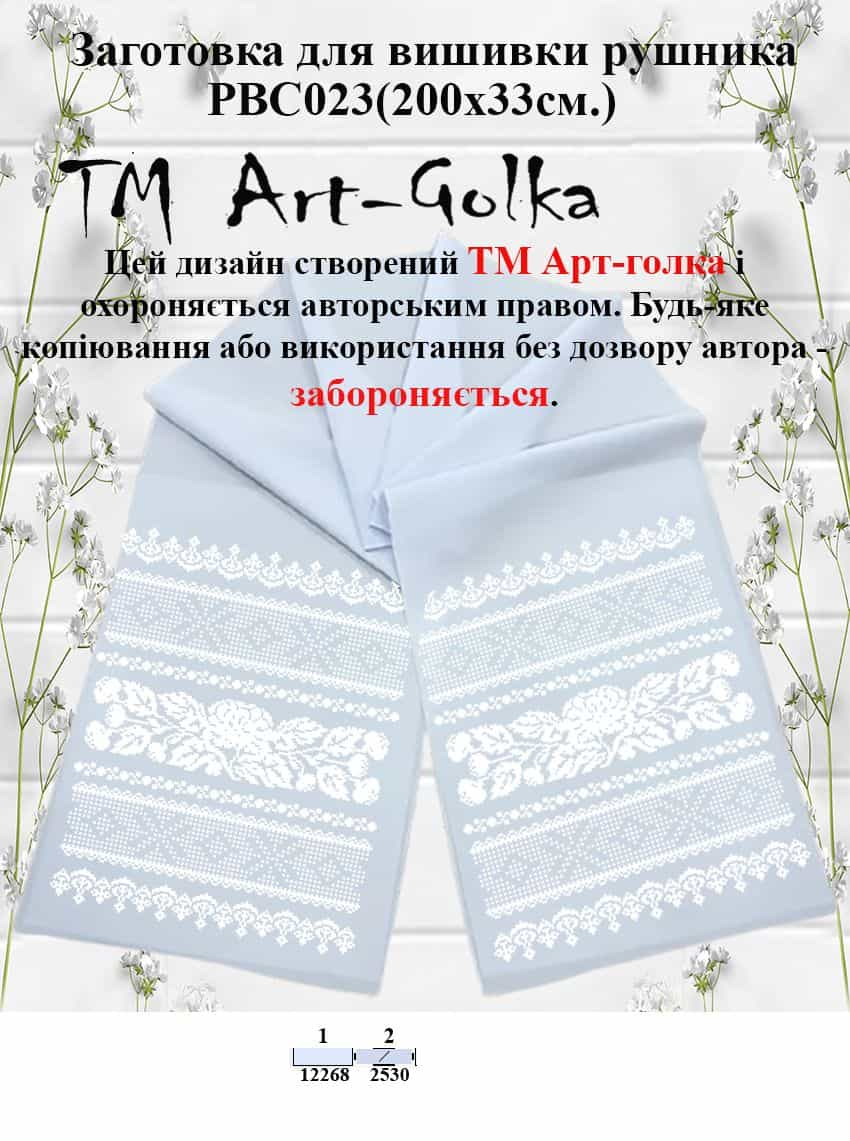 Заготовка для вишивки рушника
РВС023(200х33см.)
TM Art-Golka
Цей дизайн створений ТМ Арт-голка і
охороняється авторським правом. Будь-яке
копіювання або використання без дозвору автора -
забороняється.
1 2
12268 2530